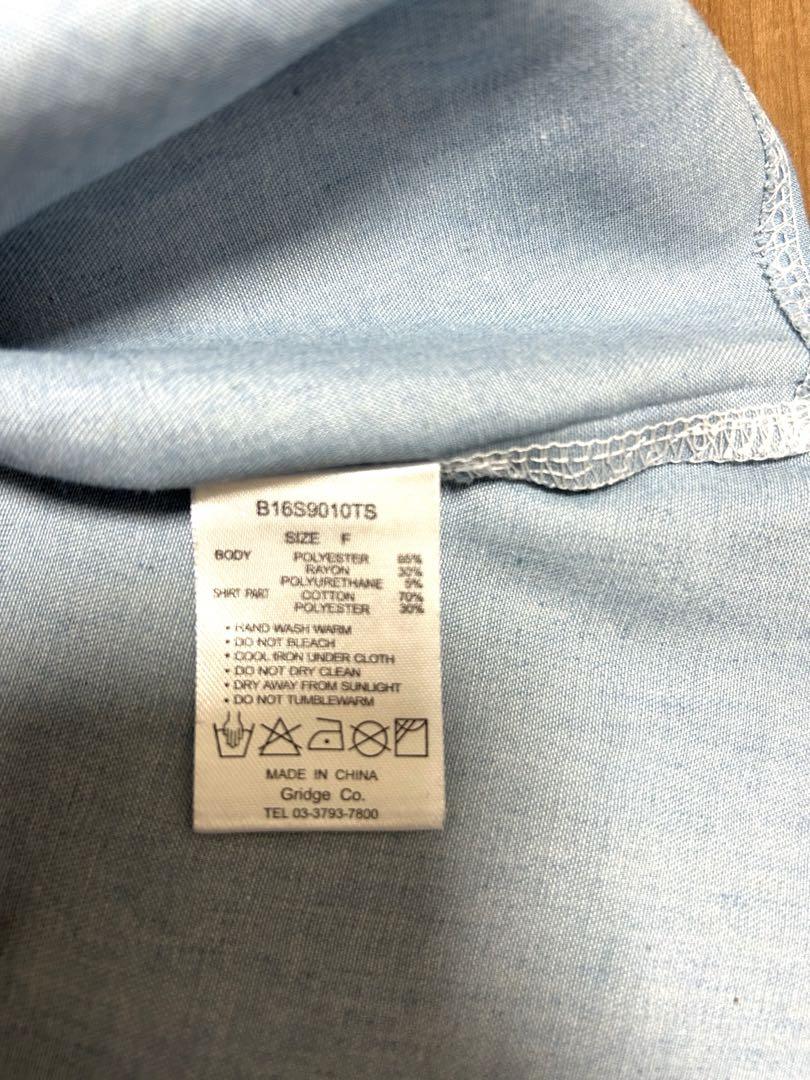 B16S9010TS
SIZE F
BODY POLYESTER 65%
RAYON 30%
POLYURETHANE 5%
SHIRT PART COTTON 70%
POLYESTER 30%
• HAND WASH WARM
• DO NOT BLEACH
• COOL IRON UNDER CLOTH
• DO NOT DRY CLEAN
• DRY AWAY FROM SUNLIGHT
• DO NOT TUMBLEWARM
MADE IN CHINA
Gridge Co.
TEL 03-3793-7800